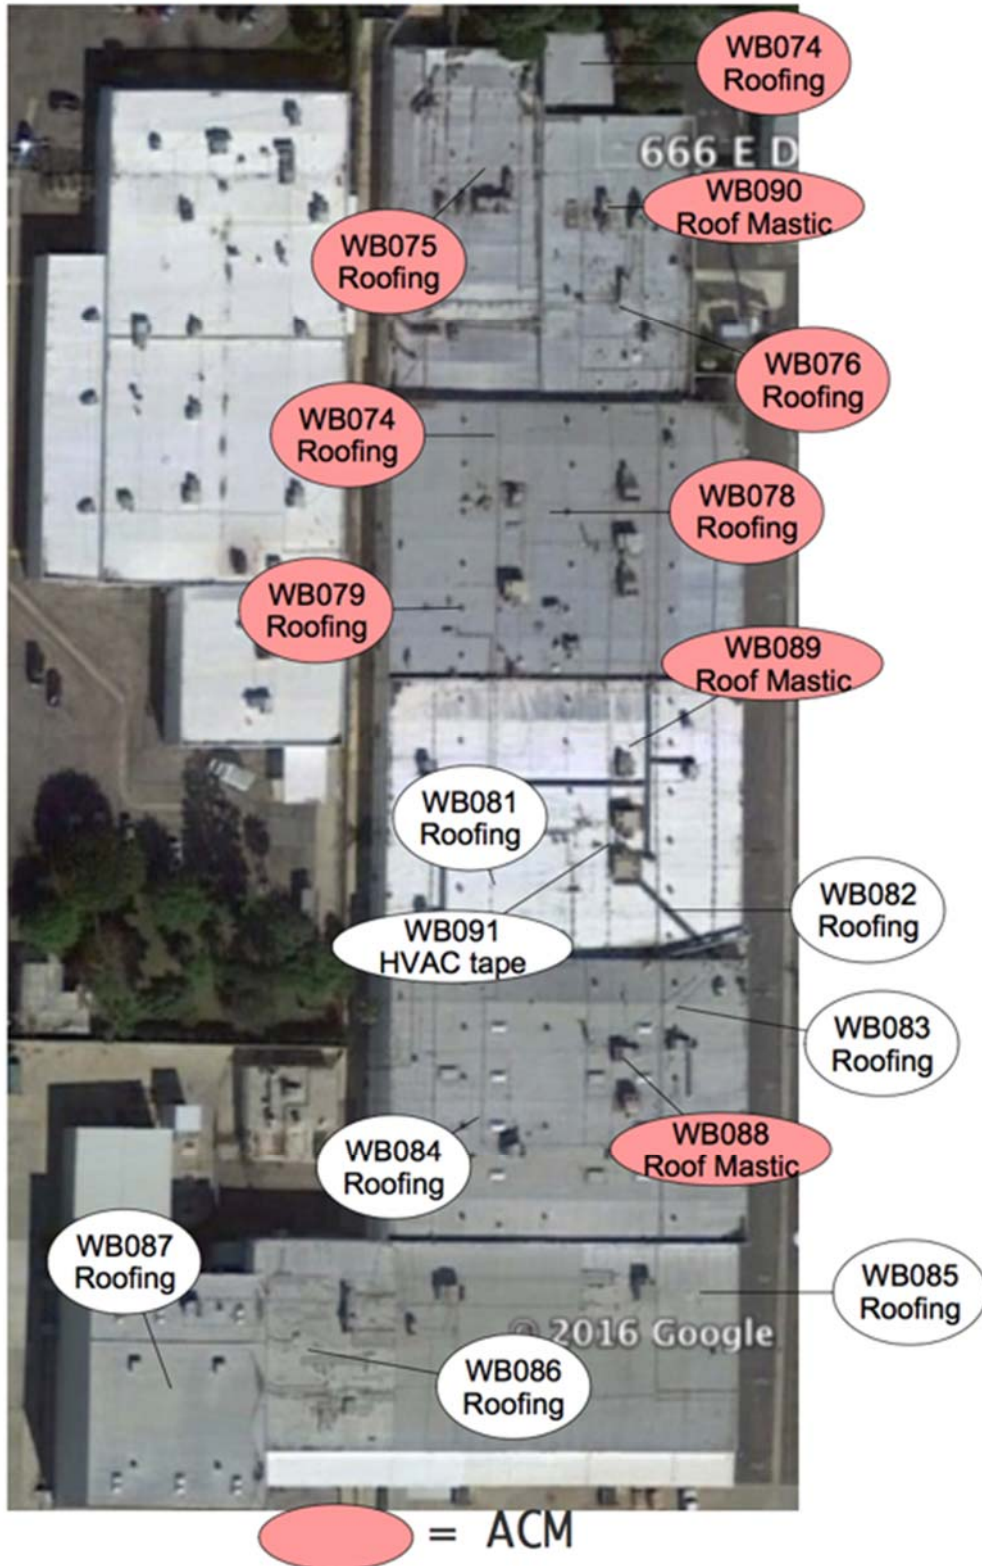 WB074
Roofing
666 E D
WB090
Roof Mastic
WB075
Roofing
WB076
Roofing
WB074
Roofing
WB078
Roofing
WB079
Roofing
WB089
Roof Mastic
WB081
Roofing
WB082
Roofing
WB091
HVAC tape
WB083
Roofing
WB088
Roof Mastic
WB084
Roofing
WB087
Roofing
WB085
Roofing
© 2016 Google
WB086
Roofing
= ACM